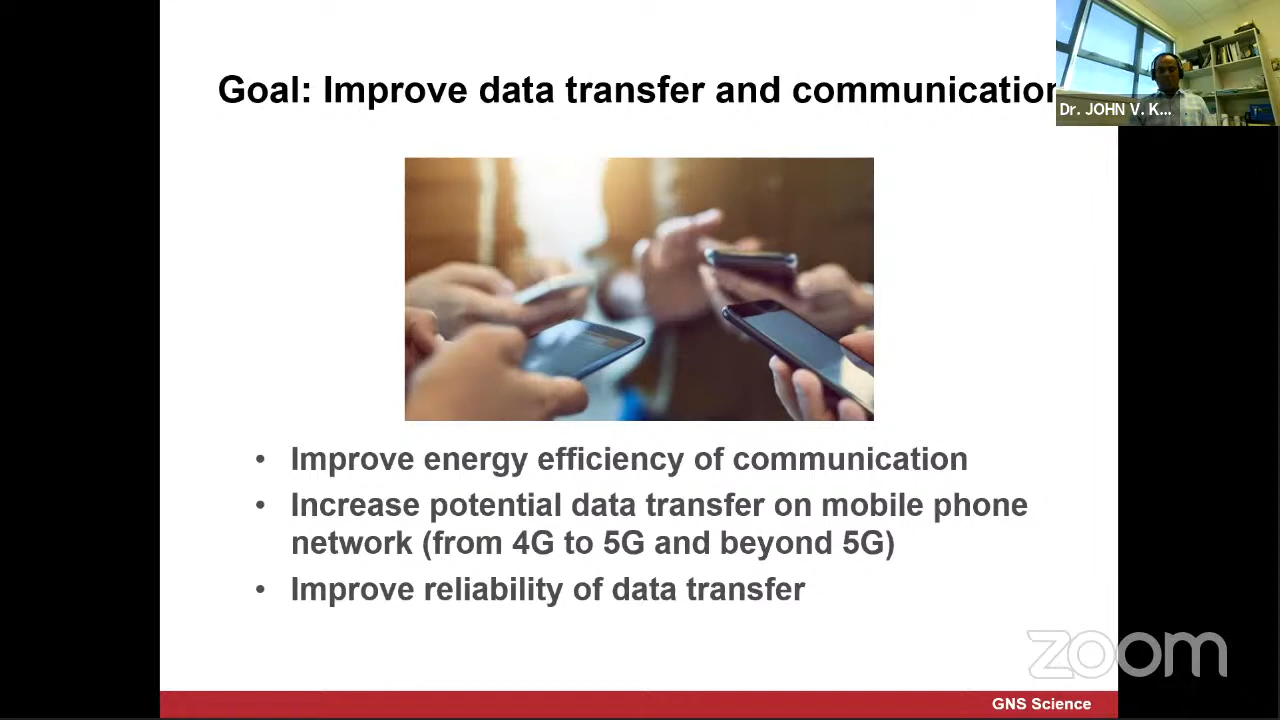 Goal: Improve data transfer and communication
Dr. JOHN V. K...
• Improve energy efficiency of communication
• Increase potential data transfer on mobile phone
network (from 4G to 5G and beyond 5G)
• Improve reliability of data transfer
zoom
GNS Science